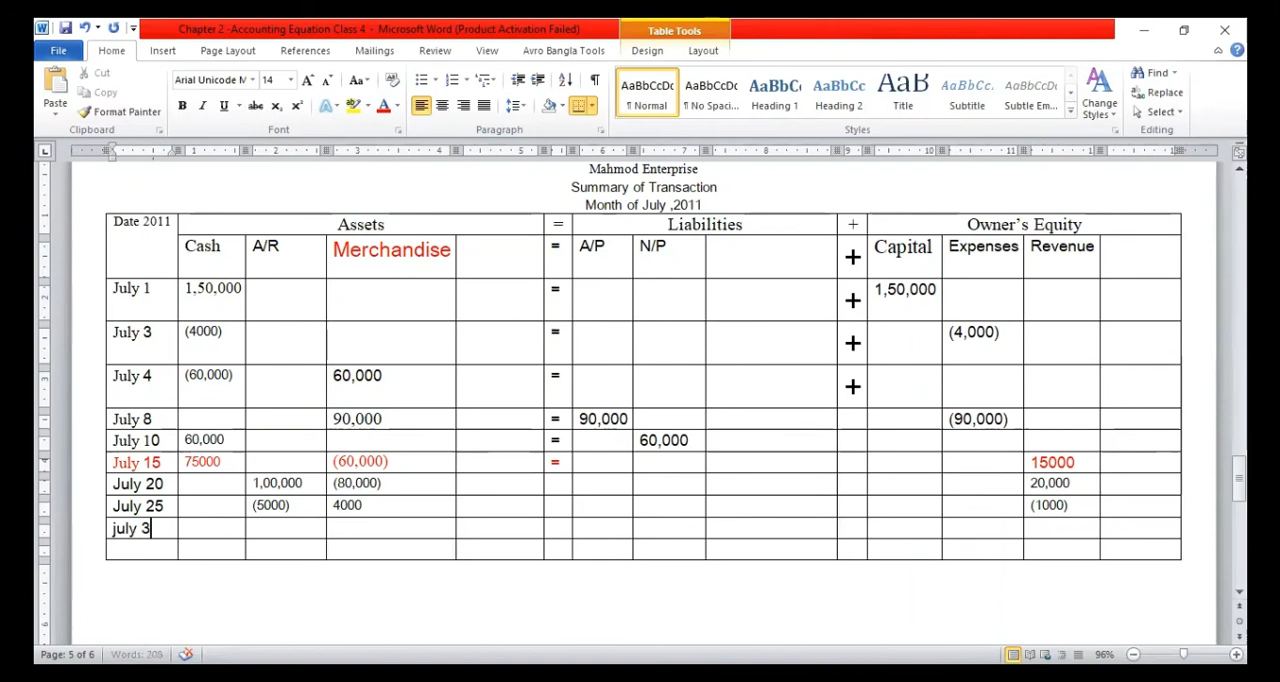 Chapter 2 -Accounting Equation Class 4 - Microsoft Word (Product Activation Failed)
Table Tools
File Home Insert Page Layout References Mailings Review View Avro Bangla Tools Design Layout
Cut
Copy
Format Painter
Paste
Clipboard
Arial Unicode M 14
Font
Paragraph
AaBbCcDc AaBbCcDc AaBbC AaBbCc AaB AaBbCc. AaBbCcDc
¶ Normal ¶ No Spaci... Heading 1 Heading 2 Title Subtitle Subtle Em...
Change Styles
Styles
Find
Replace
Select
Editing
Mahmod Enterprise
Summary of Transaction
Month of July ,2011
Date 2011 Assets = Liabilities + Owner's Equity
Cash A/R Merchandise = A/P N/P + Capital Expenses Revenue
July 1 1,50,000 = + 1,50,000
July 3 (4000) = + (4,000)
July 4 (60,000) 60,000 = +
July 8 90,000 = 90,000 (90,000)
July 10 60,000 = 60,000
July 15 75000 (60,000) = 15000
July 20 1,00,000 (80,000) 20,000
July 25 (5000) 4000 (1000)
july 3
Page: 5 of 6 Words: 208 96%